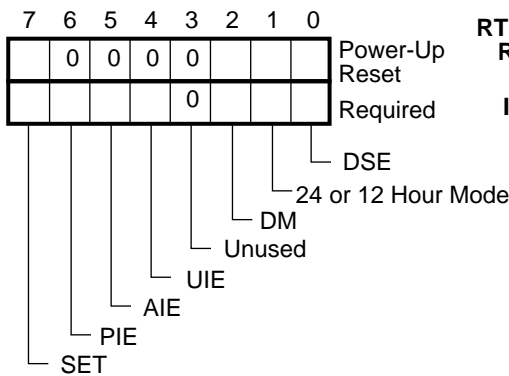 7 6 5 4 3 2 1 0
0 0 0 0
Power-Up
Reset
0
Required
RT
R
I
DSE
24 or 12 Hour Mode
DM
Unused
UIE
AIE
PIE
SET